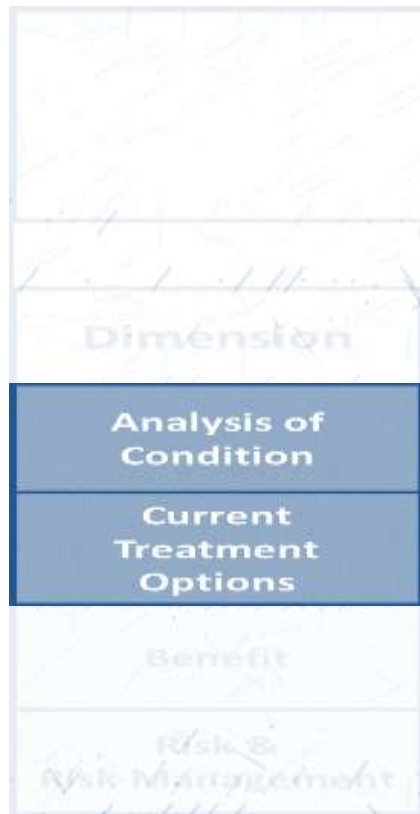 Dimension
Analysis of
Condition
Current
Treatment
Options
Benefit
Risk &
Risk Management